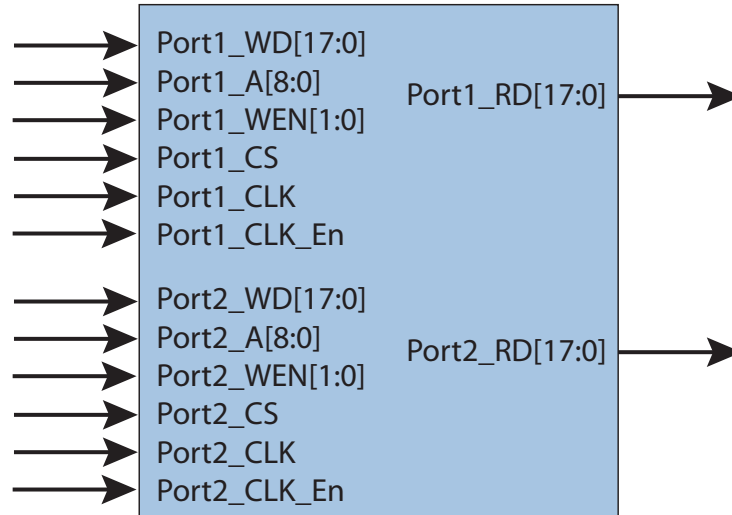 Port1_WD[17:0]
Port1_A[8:0]
Port1_WEN[1:0]
Port1_CS
Port1_CLK
Port1_CLK_En
Port1_RD[17:0]
Port2_WD[17:0]
Port2_A[8:0]
Port2_WEN[1:0]
Port2_CS
Port2_CLK
Port2_CLK_En
Port2_RD[17:0]